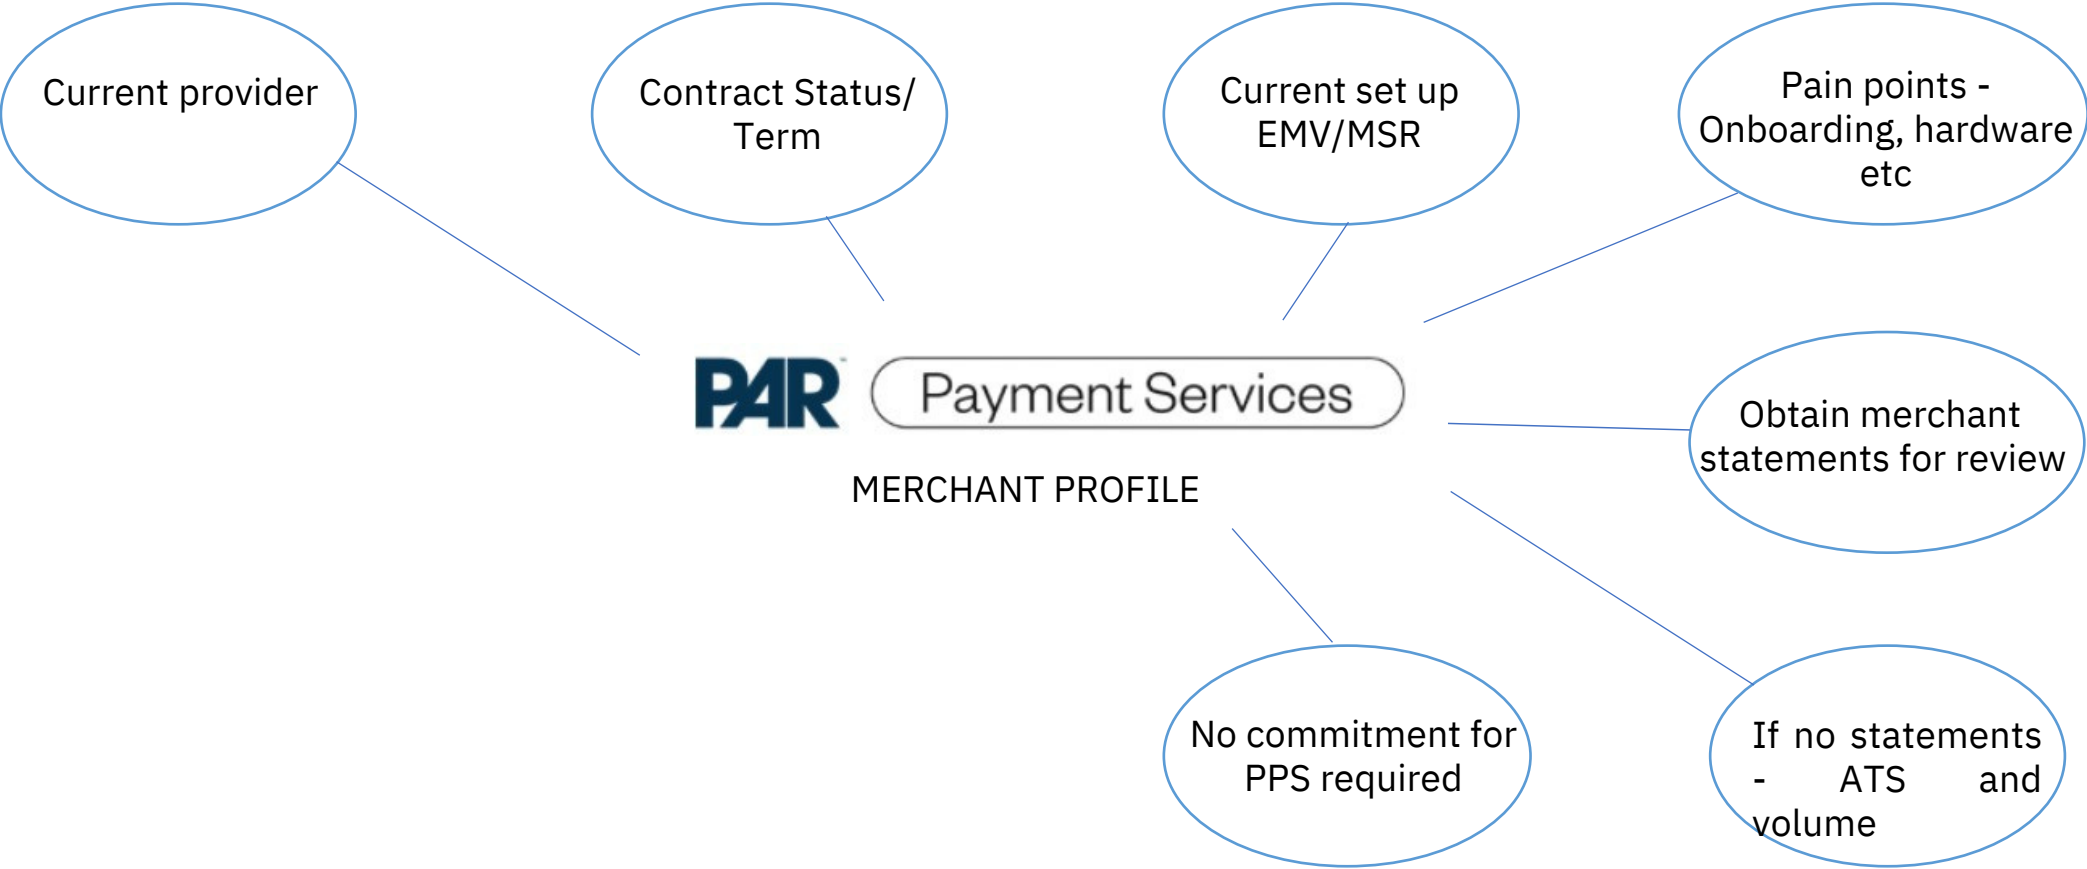 Current provider
Contract Status/
Term
Current set up
EMV/MSR
Pain points -
Onboarding, hardware
etc
PAR™ Payment Services
MERCHANT PROFILE
Obtain merchant
statements for review
No commitment for
PPS required
If no statements
- ATS and
volume